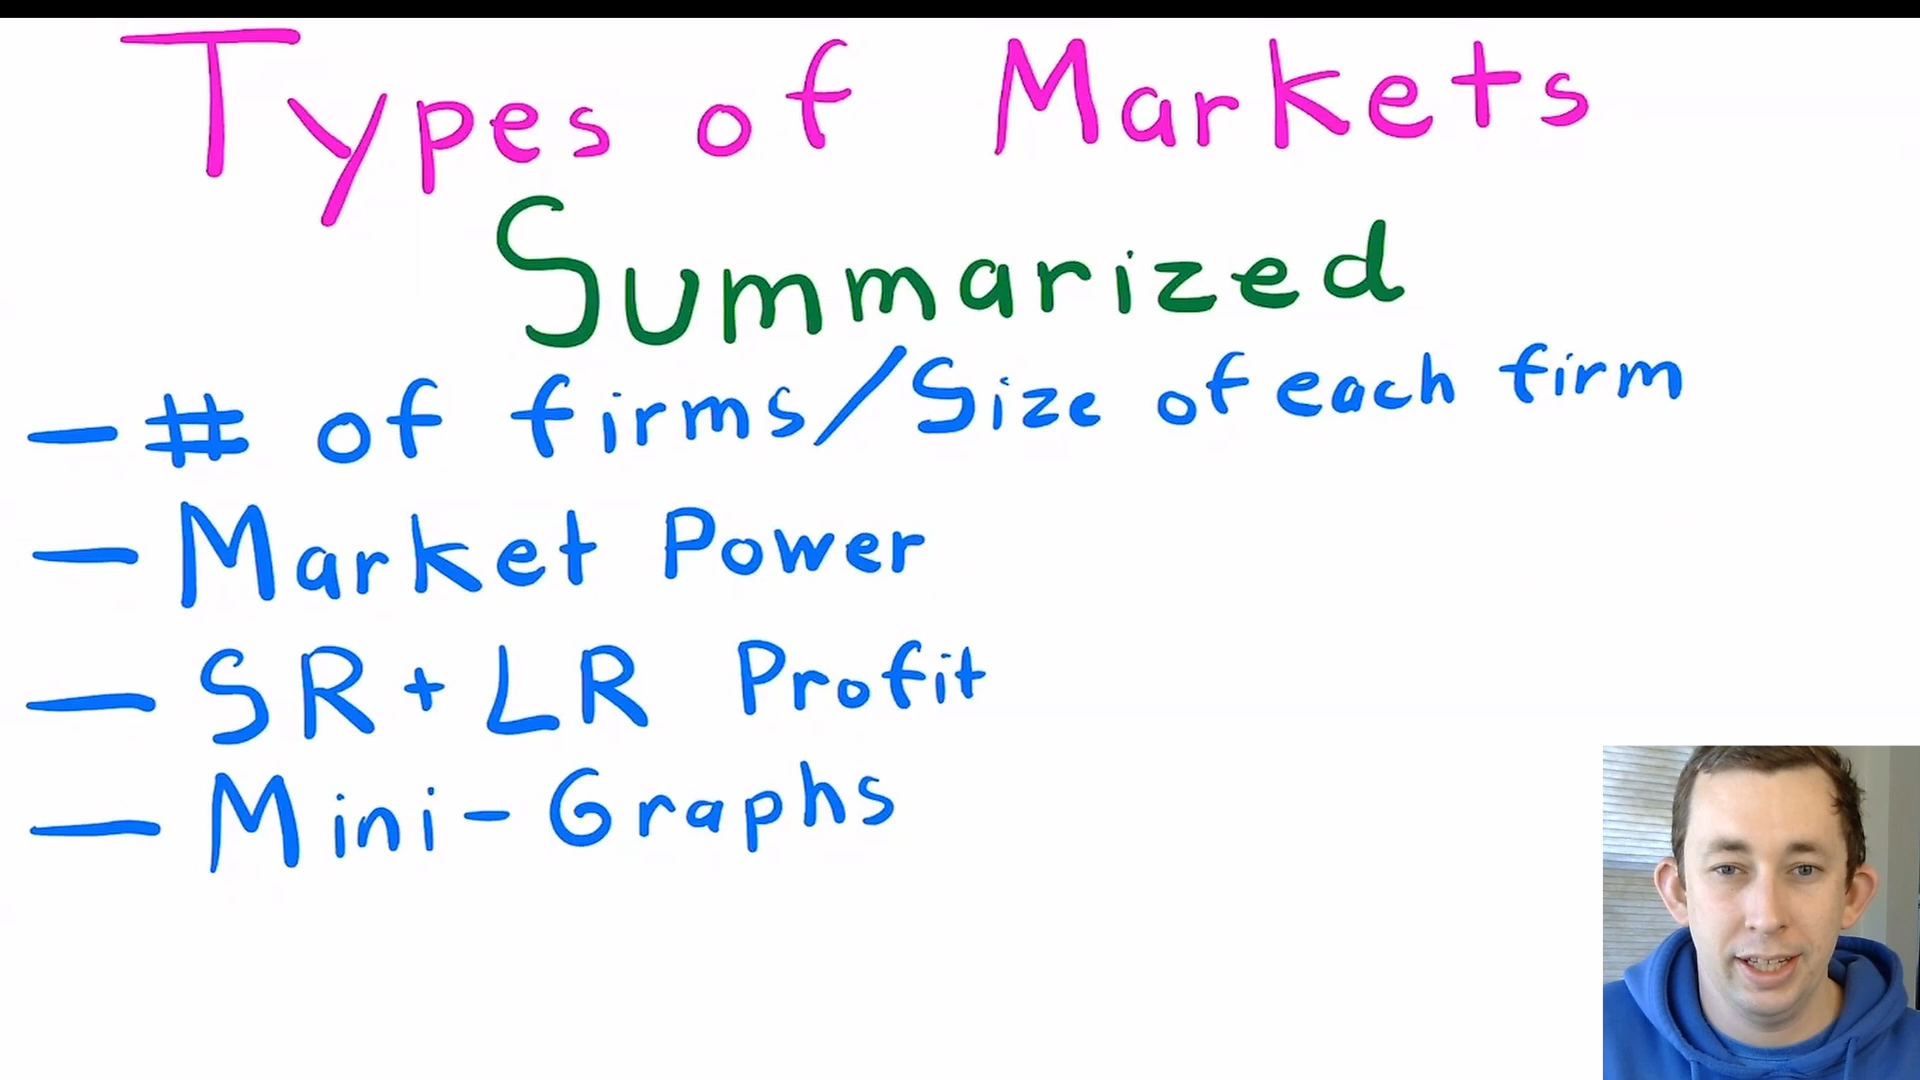 Types of Markets
Summarized
- # of firms/Size of each firm
- Market Power
- SR + LR Profit
- Mini-Graphs